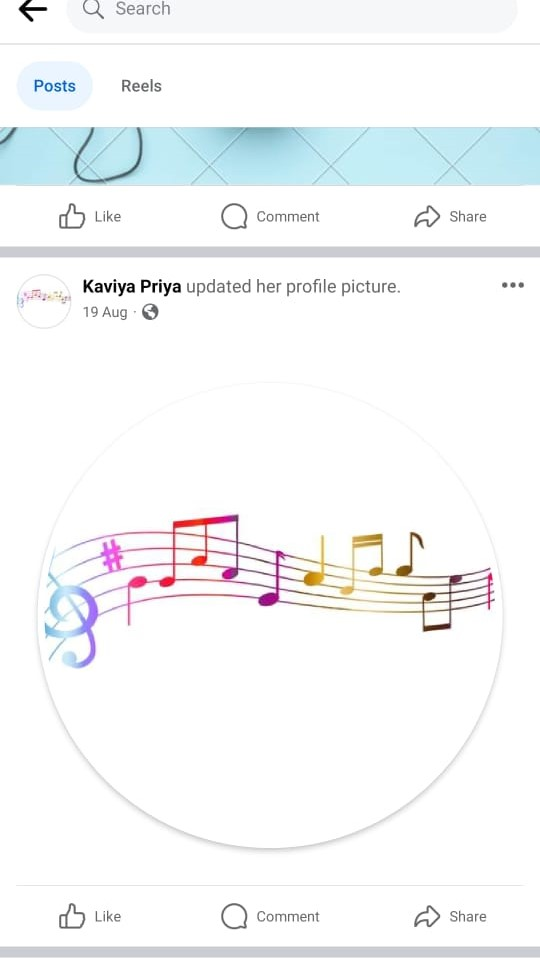 Search
Posts Reels
Like Comment Share
Kaviya Priya updated her profile picture.
19 Aug ·
Like Comment Share